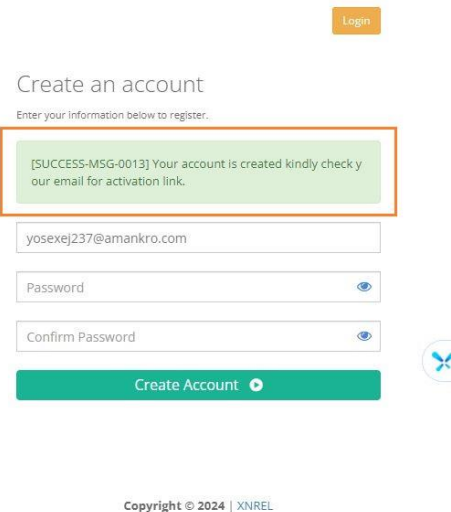 Login
Create an account
Enter your information below to register.
[SUCCESS-MSG-0013] Your account is created kindly check y
our email for activation link.
yosexej237@amankro.com
Password
Confirm Password
Create Account
Copyright © 2024 | XNREL